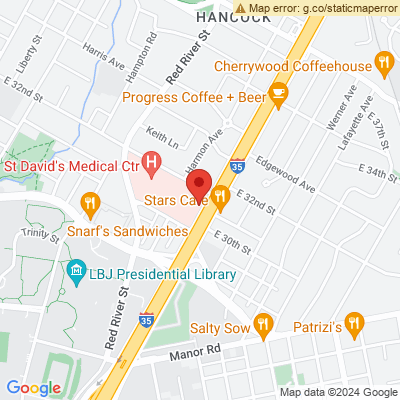 Map error: g.co/staticmaperror
HANCOCK
Liberty St
Harris Ave
Hampton Rd
Red River St
Cherrywood Coffeehouse
E 32nd St
Progress Coffee + Beer
Werner Ave
Lafayette Ave
E 37th St
Keith Ln
Harmon Ave
St David's Medical Ctr
H
35
Edgewood Ave
E 34th St
Stars Cafe
E 32nd St
Snarf's Sandwiches
Trinity St
E 30th St
LBJ Presidential Library
Red River St
35
Salty Sow
Patrizi's
Manor Rd
Google
Map data ©2024 Google